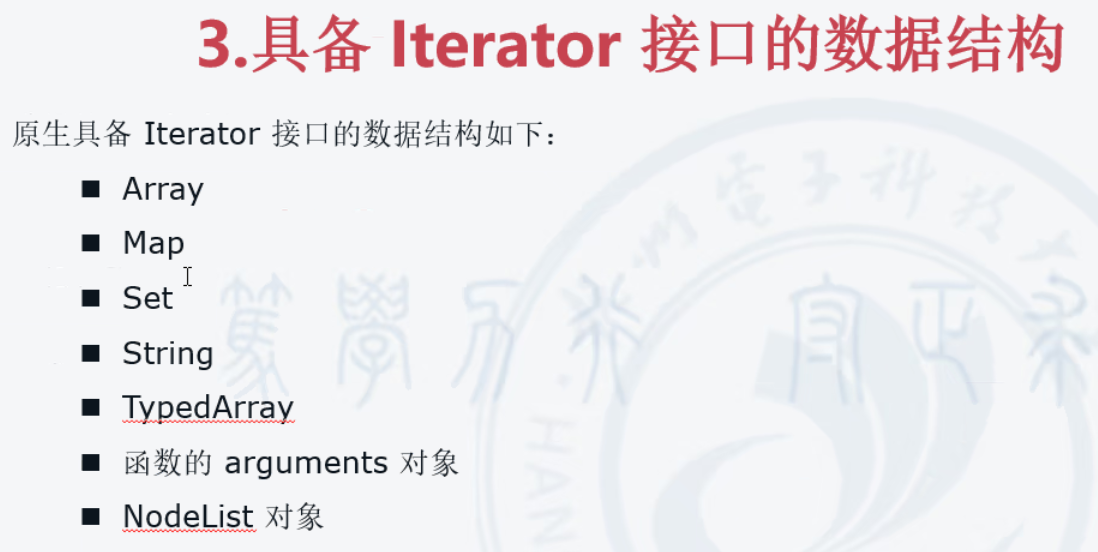 3.具备 Iterator 接口的数据结构
原生具备 Iterator 接口的数据结构如下：
■ Array
■ Map
■ Set
■ String
■ TypedArray
■ 函数的 arguments 对象
■ NodeList 对象
HAN